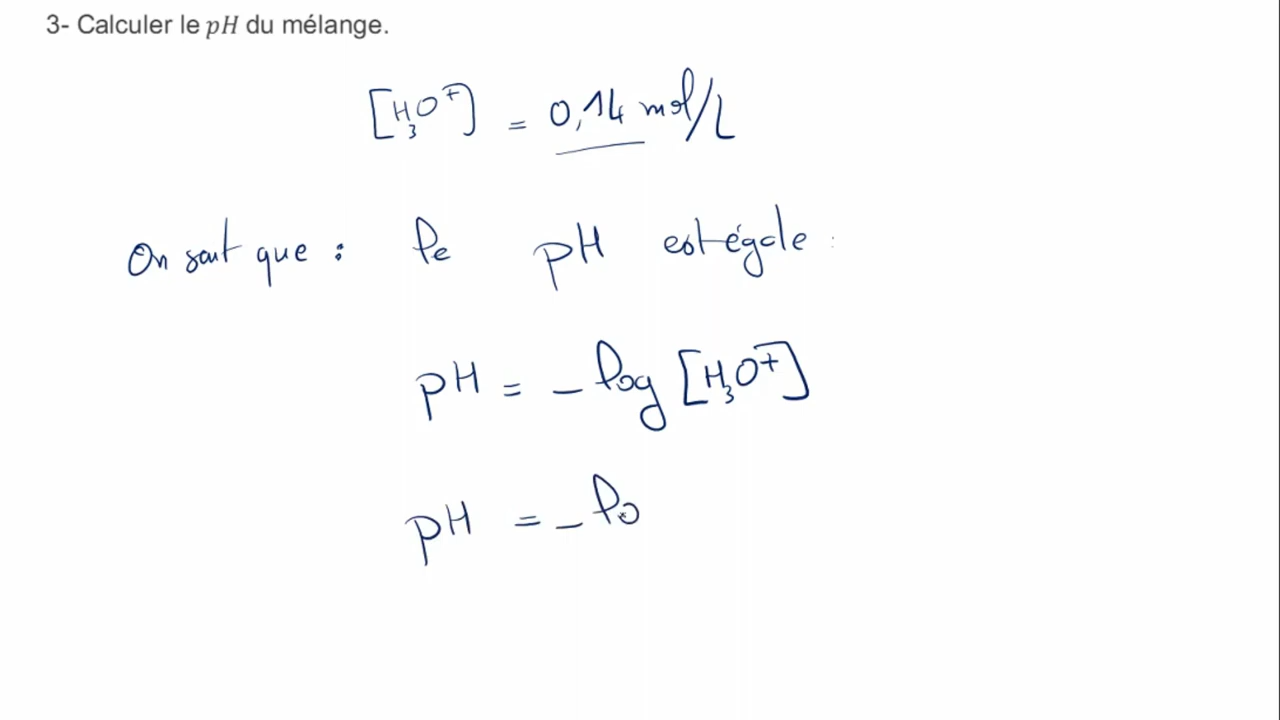 3- Calculer le pH du mélange.
[H₃O⁺] = 0,14 mol/L
On sait que : le pH est égale :
pH = - log [H₃O⁺]
pH = - lo